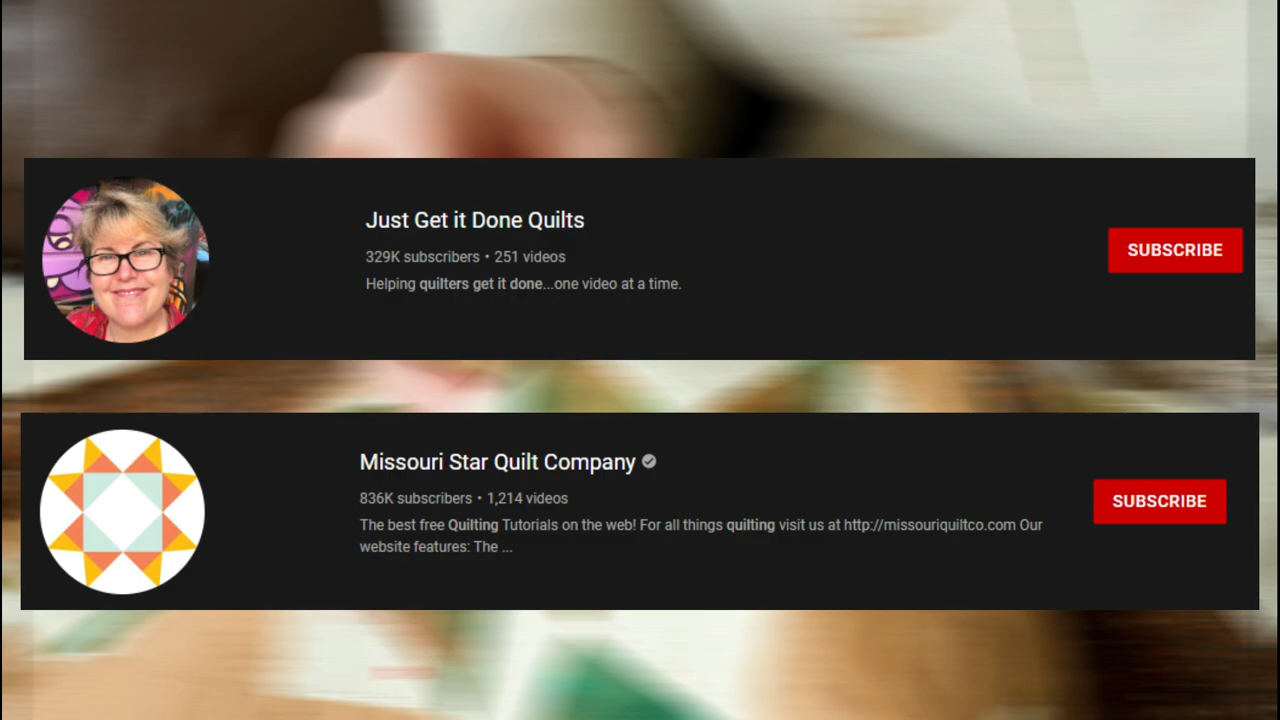 Just Get it Done Quilts
329K subscribers • 251 videos
SUBSCRIBE
Helping quilters get it done...one video at a time.
Missouri Star Quilt Company
836K subscribers • 1,214 videos
SUBSCRIBE
The best free Quilting Tutorials on the web! For all things quilting visit us at http://missouriquiltco.com Our
website features: The ...